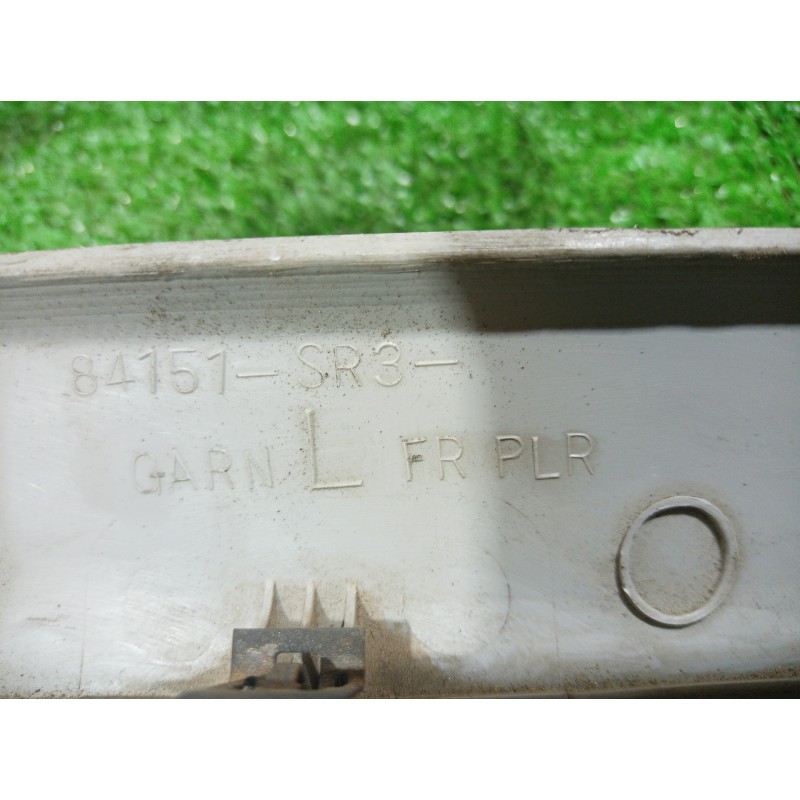 84151-SR3-
GARN L FR PLR